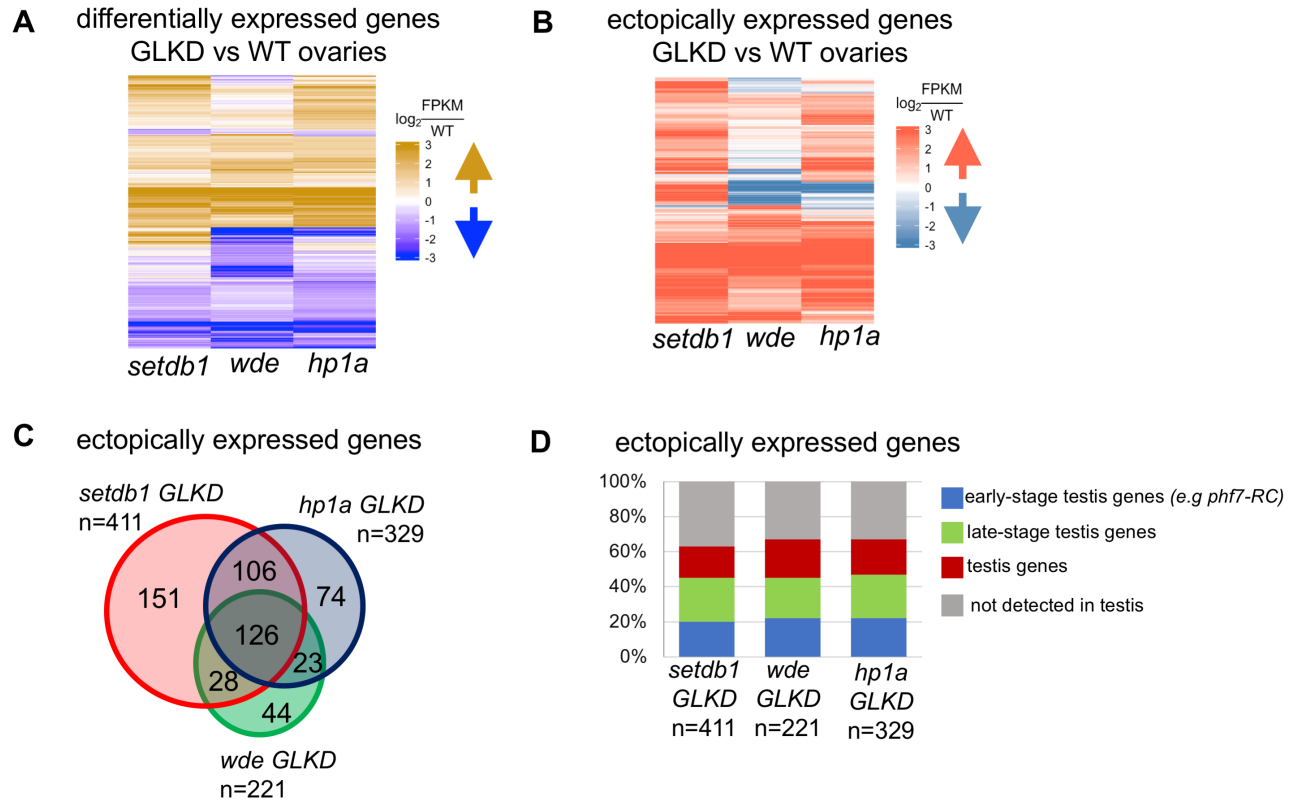 A
differentially expressed genes
GLKD vs WT ovaries
log2 FPKM
WT
3
2
1
0
-1
-2
-3
setdb1 wde hp1a
B
ectopically expressed genes
GLKD vs WT ovaries
log2 FPKM
WT
3
2
1
0
-1
-2
-3
setdb1 wde hp1a
C
ectopically expressed genes
setdb1 GLKD
n=411
hp1a GLKD
n=329
106
151
74
126
23
28
44
wde GLKD
n=221
D
ectopically expressed genes
100%
80%
60%
40%
20%
0%
setdb1
GLKD
n=411
wde
GLKD
n=221
hp1a
GLKD
n=329
early-stage testis genes (e.g phf7-RC)
late-stage testis genes
testis genes
not detected in testis